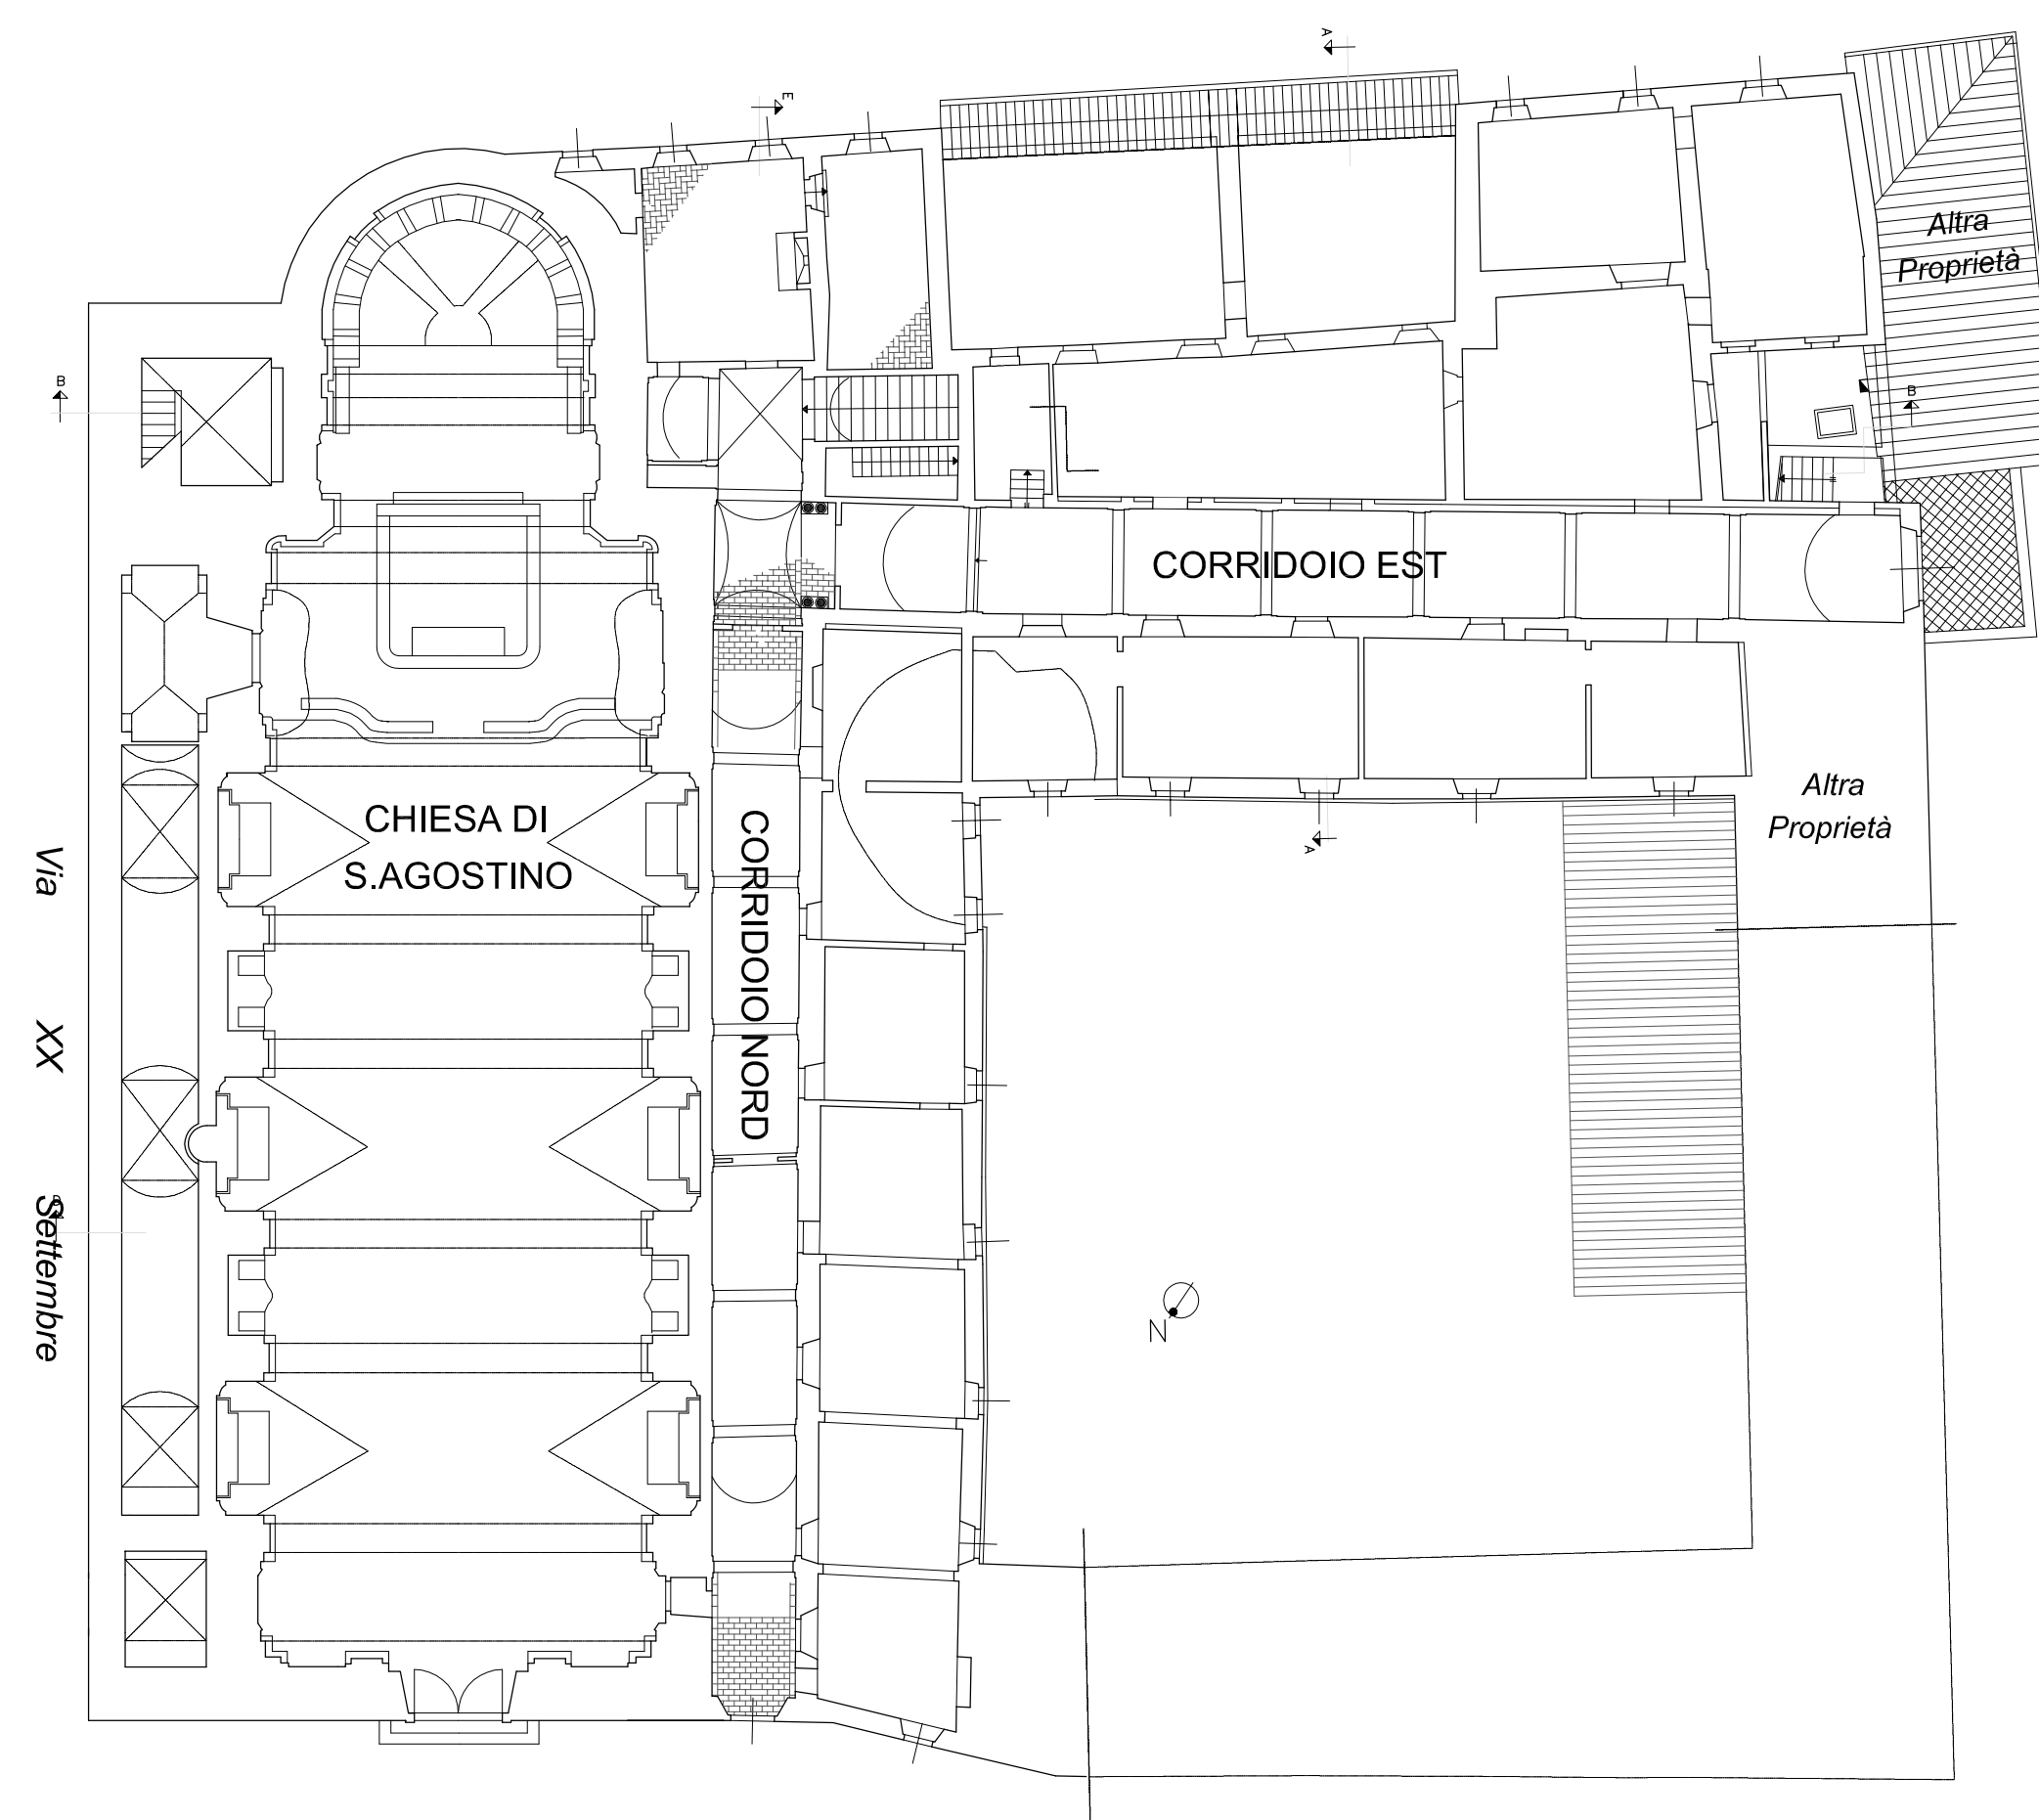 A
E
Altra
Proprietà
B
B
CORRIDOIO EST
CHIESA DI
S.AGOSTINO
CORRIDOIO NORD
Altra
Proprietà
A
Via XX Settembre
B
N